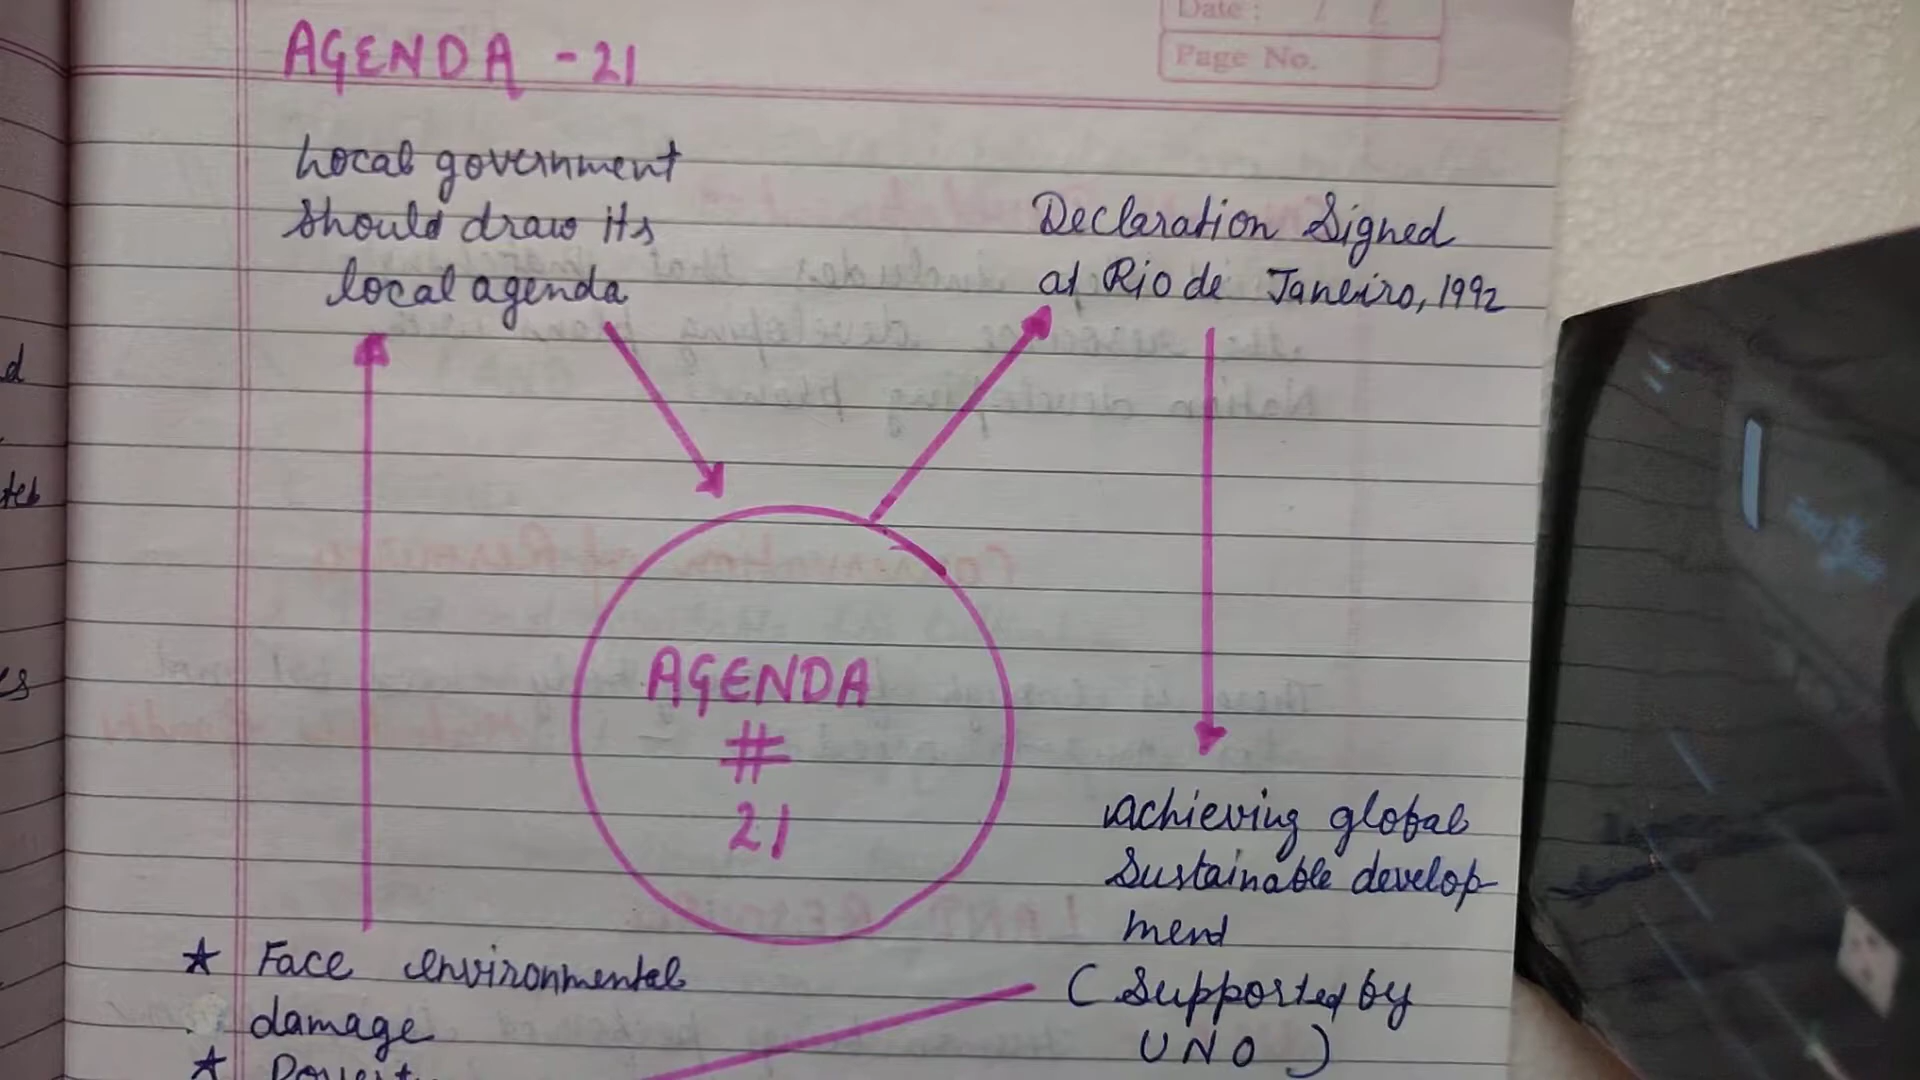 Date : / /
Page No.
AGENDA - 21
Local government
should draw its
local agenda
Declaration Signed
at Rio de Janeiro, 1992
AGENDA
#
21
achieving global
Sustainable develop-
ment
( Supported by
UNO )
★ Face environmental
damage
★
d
es